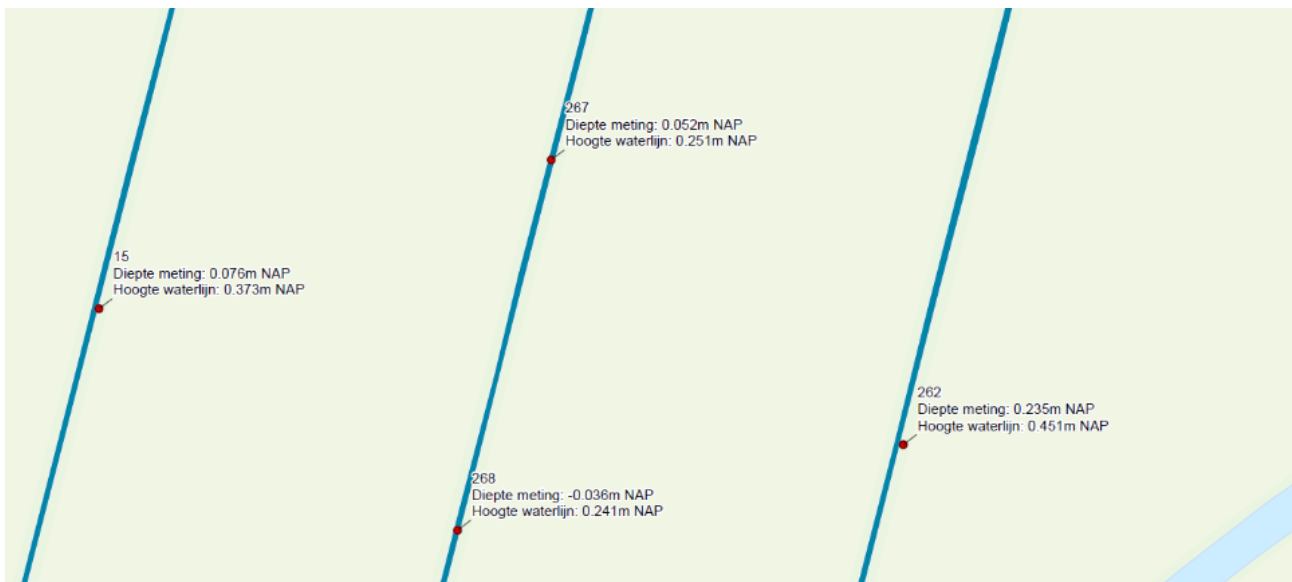 267
Diepte meting: 0.052m NAP
Hoogte waterlijn: 0.251m NAP
15
Diepte meting: 0.076m NAP
Hoogte waterlijn: 0.373m NAP
262
Diepte meting: 0.235m NAP
Hoogte waterlijn: 0.451m NAP
268
Diepte meting: -0.036m NAP
Hoogte waterlijn: 0.241m NAP